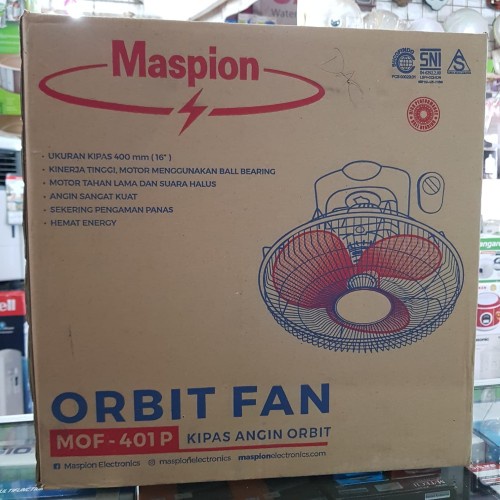 Maspion
SNI
• UKURAN KIPAS 400 mm ( 16" )
• KINERJA TINGGI, MOTOR MENGGUNAKAN BALL BEARING
• MOTOR TAHAN LAMA DAN SUARA HALUS
• ANGIN SANGAT KUAT
• SEKERING PENGAMAN PANAS
• HEMAT ENERGY
ORBIT FAN
MOF - 401 P KIPAS ANGIN ORBIT
Maspion Electronics maspionelectronics maspionelectronics.com